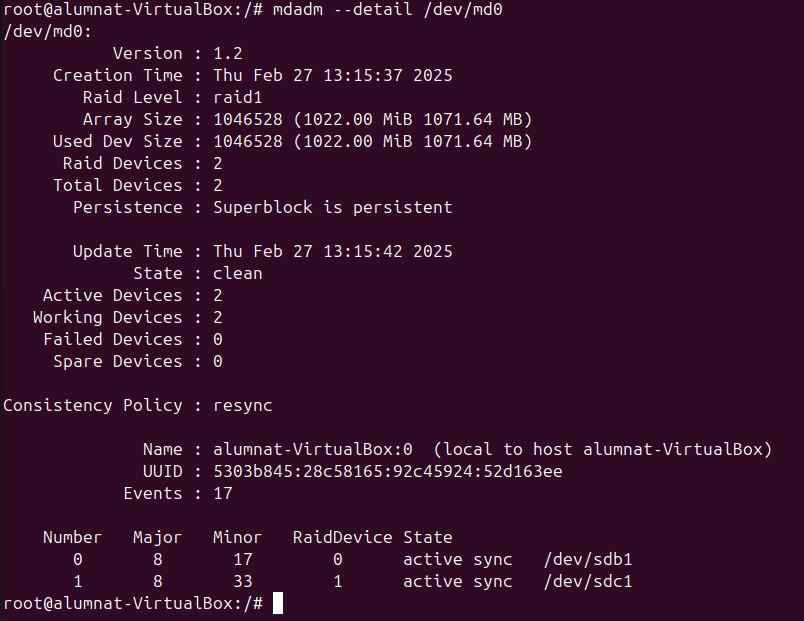 root@alumnat-VirtualBox:/# mdadm --detail /dev/md0
/dev/md0:
Version : 1.2
Creation Time : Thu Feb 27 13:15:37 2025
Raid Level : raid1
Array Size : 1046528 (1022.00 MiB 1071.64 MB)
Used Dev Size : 1046528 (1022.00 MiB 1071.64 MB)
Raid Devices : 2
Total Devices : 2
Persistence : Superblock is persistent
Update Time : Thu Feb 27 13:15:42 2025
State : clean
Active Devices : 2
Working Devices : 2
Failed Devices : 0
Spare Devices : 0
Consistency Policy : resync
Name : alumnat-VirtualBox:0 (local to host alumnat-VirtualBox)
UUID : 5303b845:28c58165:92c45924:52d163ee
Events : 17
Number Major Minor RaidDevice State
0 8 17 0 active sync /dev/sdb1
1 8 33 1 active sync /dev/sdc1
root@alumnat-VirtualBox:/#